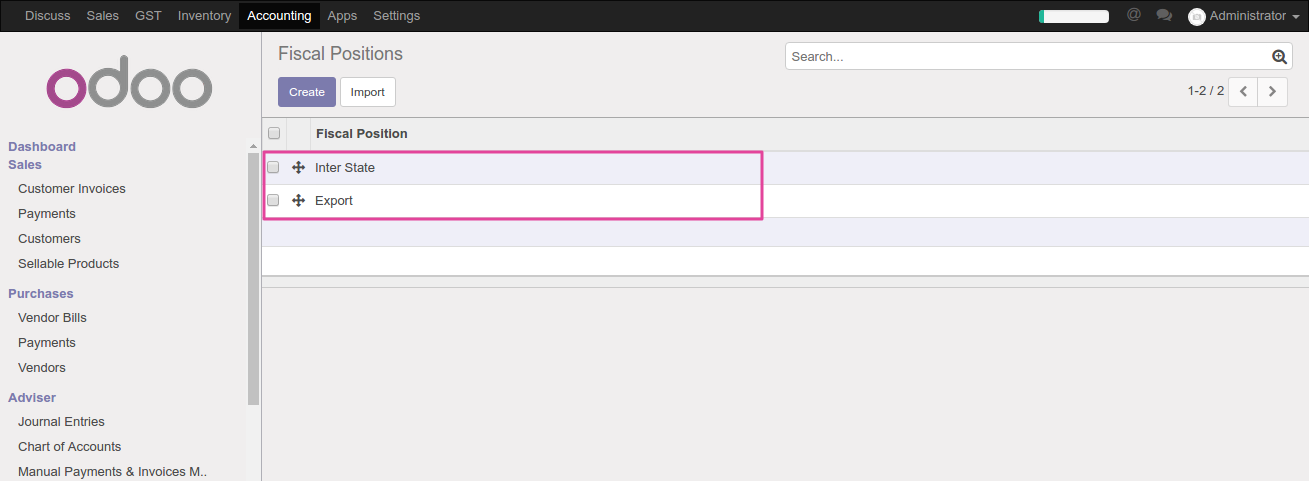 Discuss Sales GST Inventory Accounting Apps Settings @ Administrator
odoo
Fiscal Positions
Search...
Create Import
1-2 / 2
Fiscal Position
Inter State
Export
Dashboard
Sales
Customer Invoices
Payments
Customers
Sellable Products
Purchases
Vendor Bills
Payments
Vendors
Adviser
Journal Entries
Chart of Accounts
Manual Payments & Invoices M..